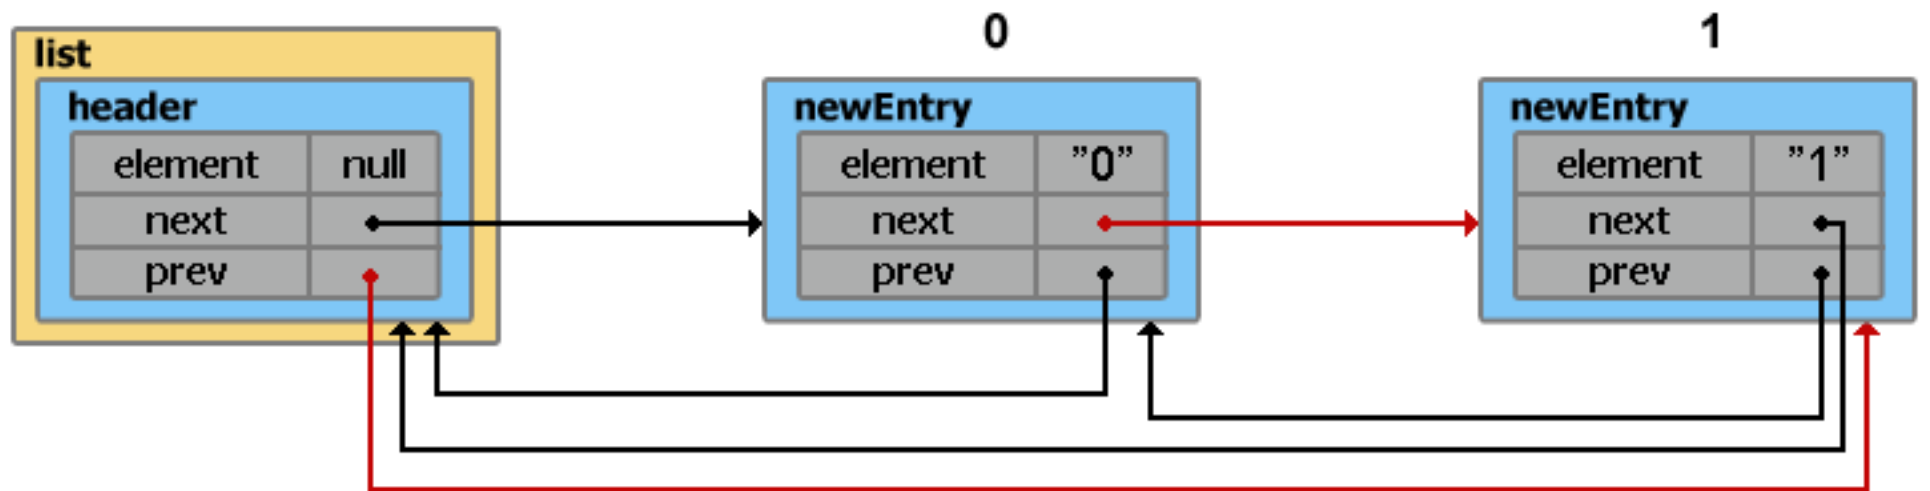 0
1
list
header
element null
next
prev
newEntry
element ”0”
next
prev
newEntry
element ”1”
next
prev